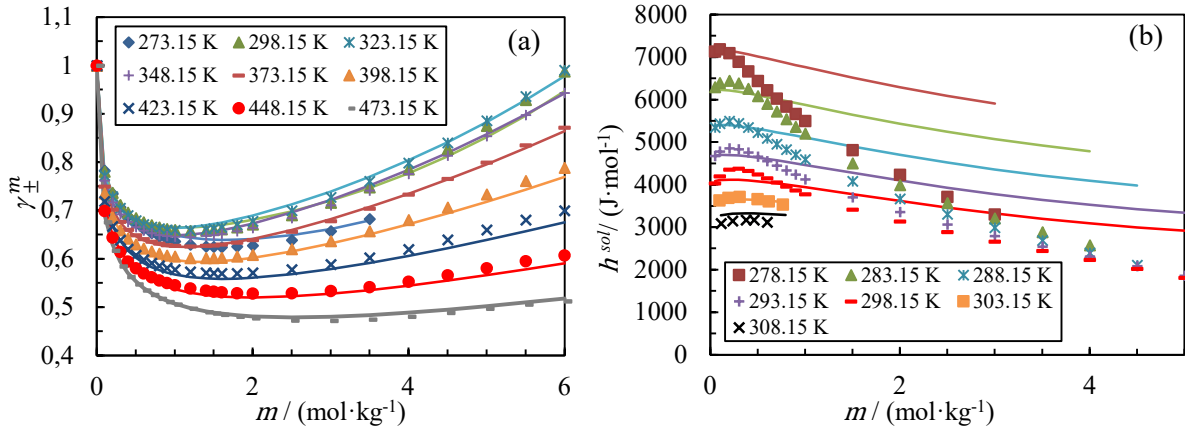 1,1
1
0,9
0,8
0,7
0,6
0,5
0,4
γ±^m
(a)
273.15 K 298.15 K 323.15 K
348.15 K 373.15 K 398.15 K
423.15 K 448.15 K 473.15 K
0 2 4 6
m / (mol·kg-1)
8000
7000
6000
5000
4000
3000
2000
1000
0
h sol/ (J·mol-1)
(b)
278.15 K 283.15 K 288.15 K
293.15 K 298.15 K 303.15 K
308.15 K
0 2 4
m / (mol·kg-1)